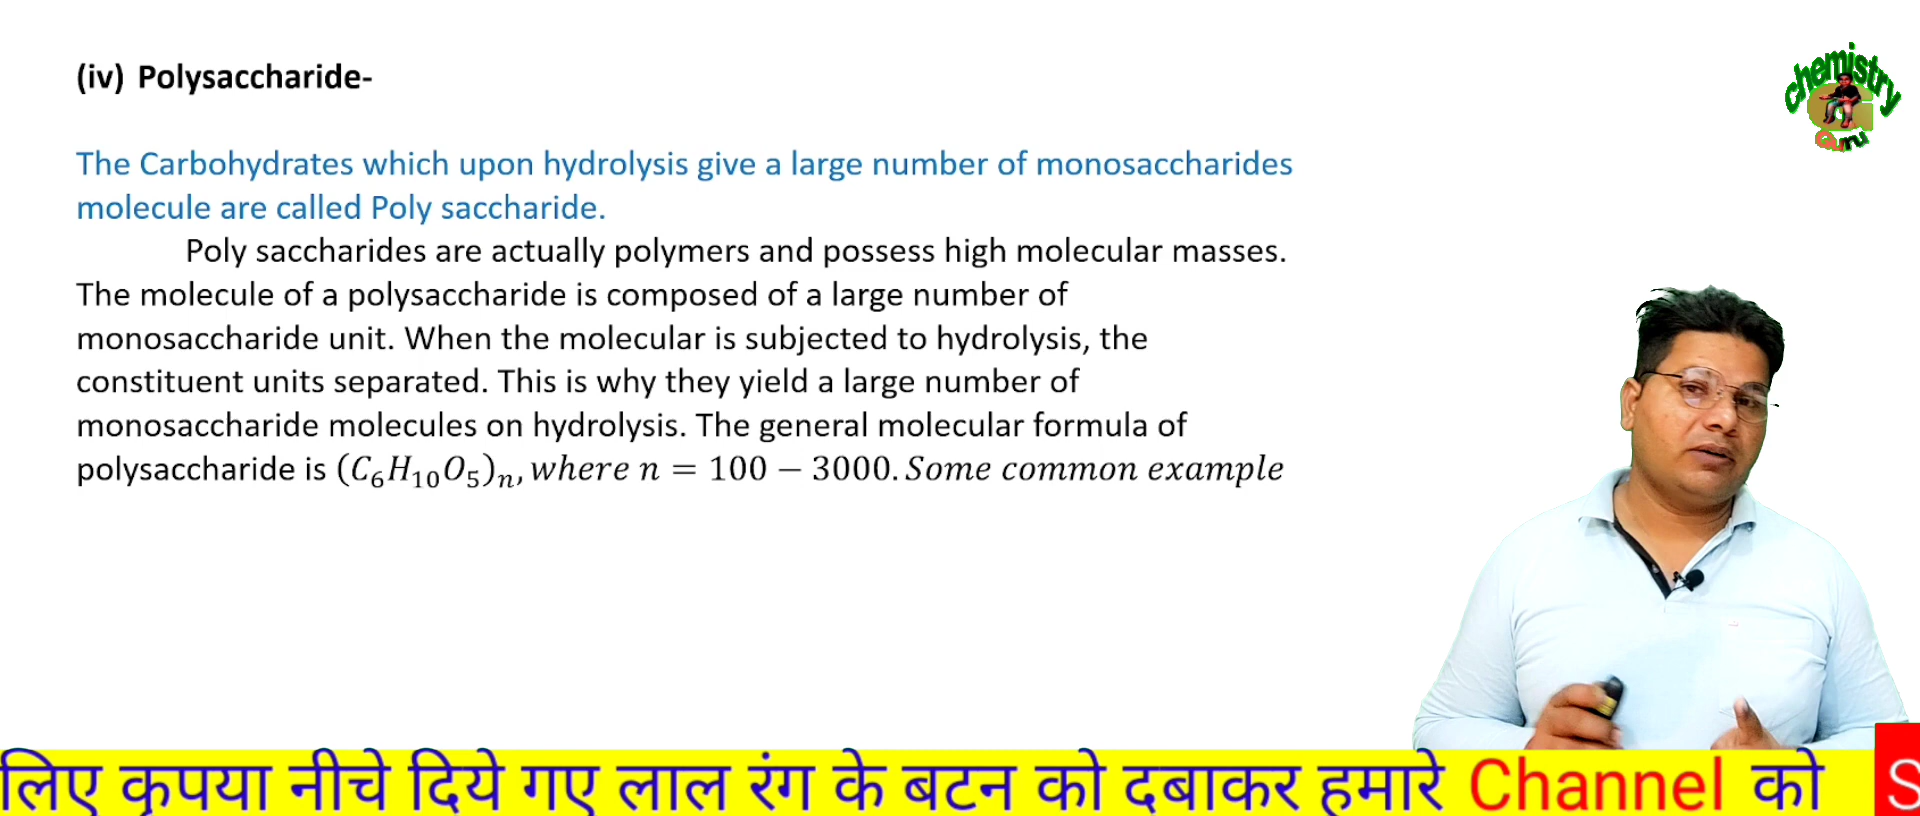 (iv) Polysaccharide-
chemistry
Guru
The Carbohydrates which upon hydrolysis give a large number of monosaccharides
molecule are called Poly saccharide.
Poly saccharides are actually polymers and possess high molecular masses.
The molecule of a polysaccharide is composed of a large number of
monosaccharide unit. When the molecular is subjected to hydrolysis, the
constituent units separated. This is why they yield a large number of
monosaccharide molecules on hydrolysis. The general molecular formula of
polysaccharide is (C₆H₁₀O₅)ₙ, where n = 100 − 3000. Some common example
लिए कृपया नीचे दिये गए लाल रंग के बटन को दबाकर हमारे Channel को S